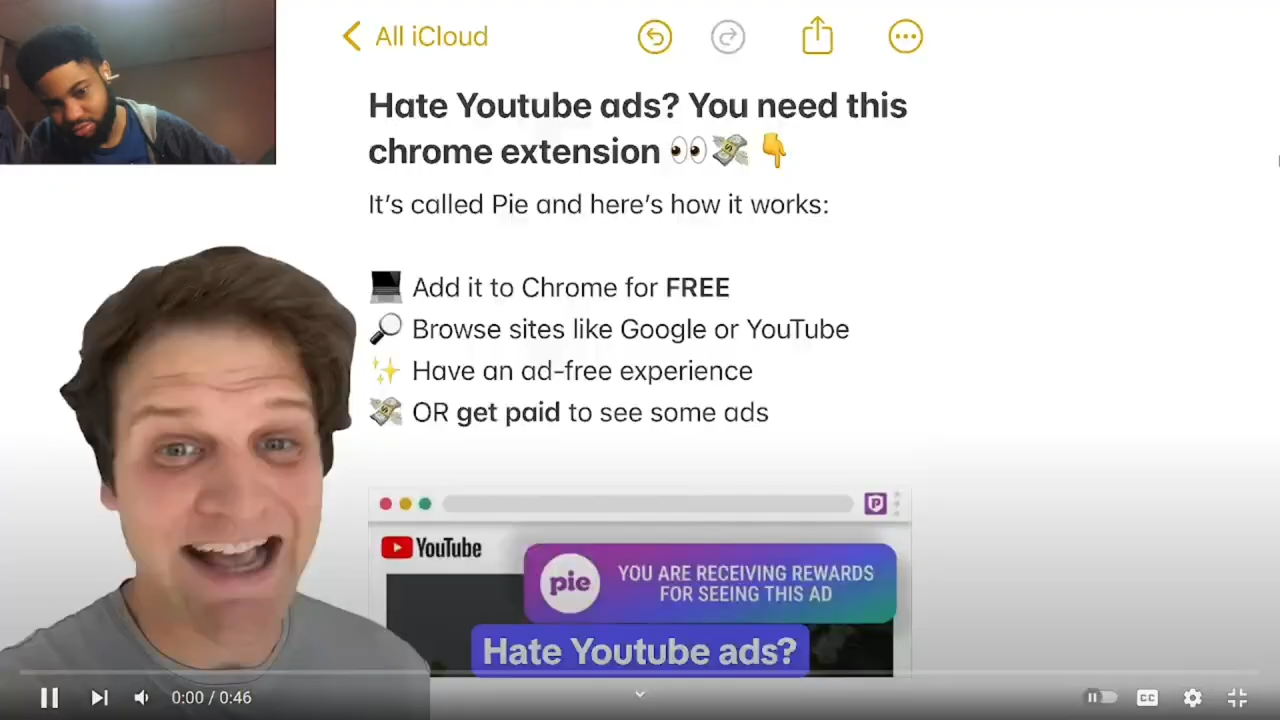 All iCloud
Hate Youtube ads? You need this
chrome extension 👀💸👇
It's called Pie and here's how it works:
💻 Add it to Chrome for FREE
🔎 Browse sites like Google or YouTube
✨ Have an ad-free experience
💸 OR get paid to see some ads
P
YouTube
pie
YOU ARE RECEIVING REWARDS
FOR SEEING THIS AD
Hate Youtube ads?
0:00 / 0:46
CC